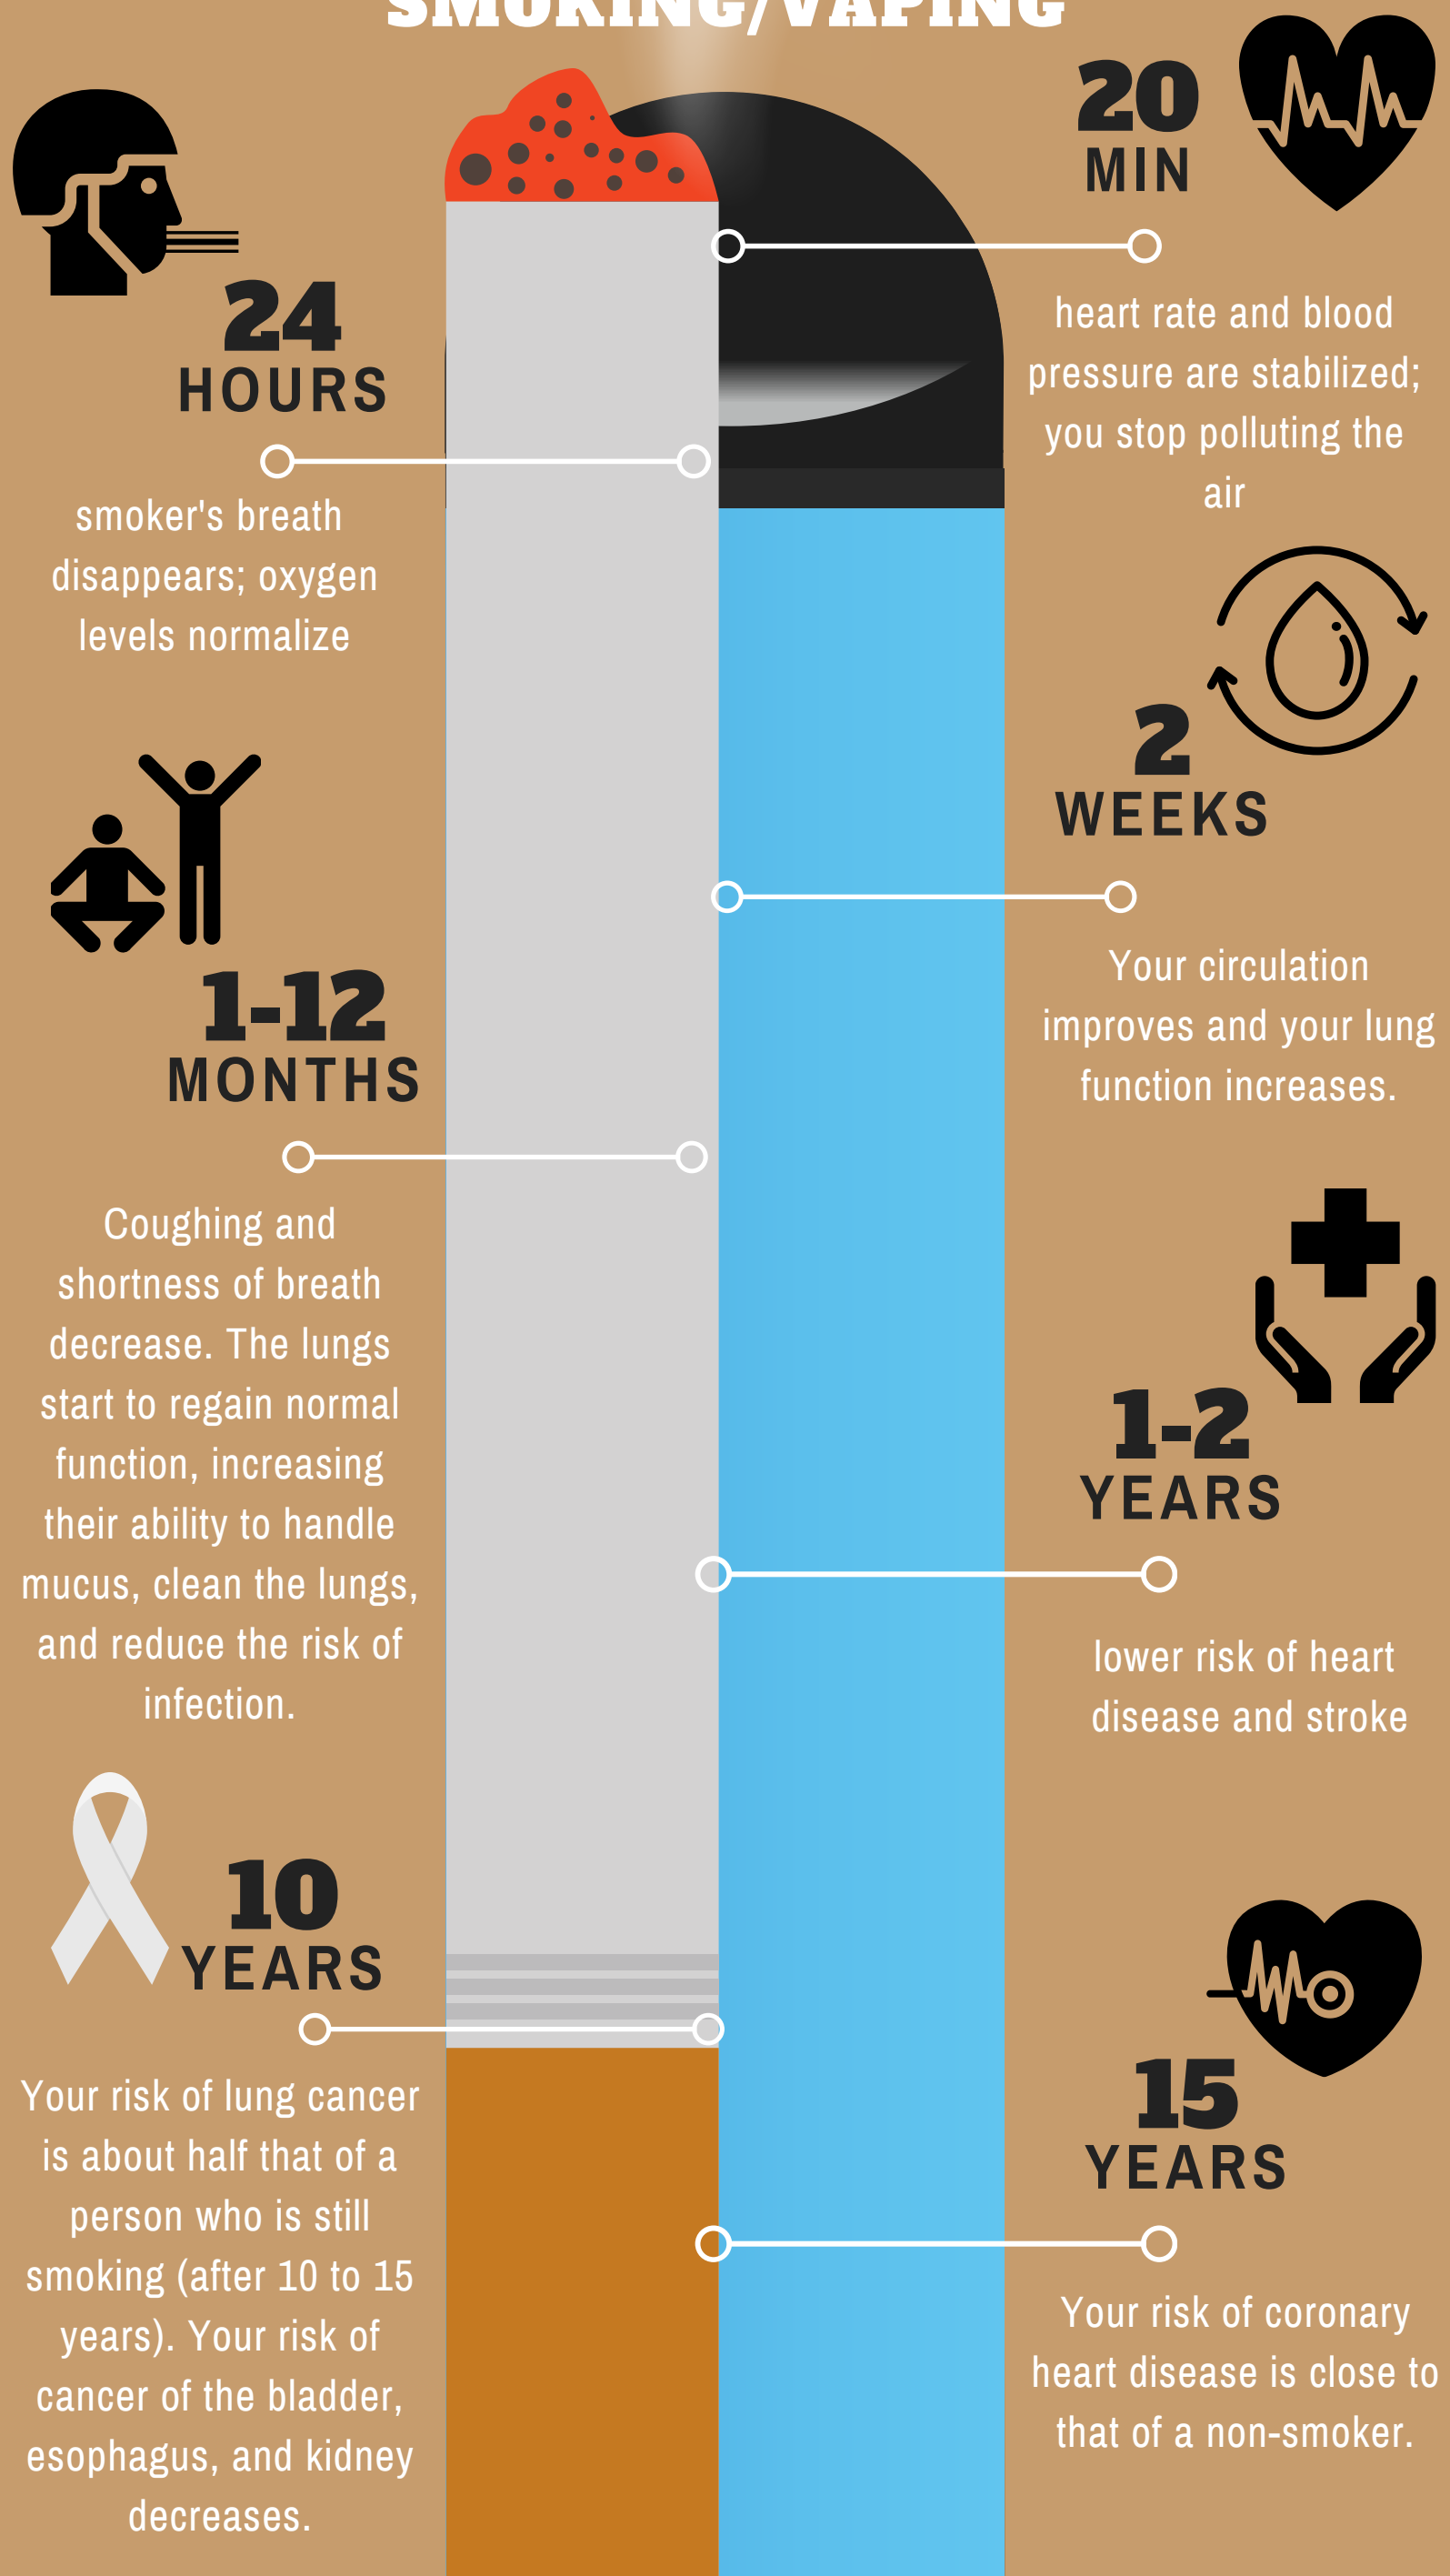 SMOKING/VAPING
20
MIN
heart rate and blood
pressure are stabilized;
you stop polluting the
air
24
HOURS
smoker's breath
disappears; oxygen
levels normalize
2
WEEKS
Your circulation
improves and your lung
function increases.
1-12
MONTHS
Coughing and
shortness of breath
decrease. The lungs
start to regain normal
function, increasing
their ability to handle
mucus, clean the lungs,
and reduce the risk of
infection.
1-2
YEARS
lower risk of heart
disease and stroke
10
YEARS
Your risk of lung cancer
is about half that of a
person who is still
smoking (after 10 to 15
years). Your risk of
cancer of the bladder,
esophagus, and kidney
decreases.
15
YEARS
Your risk of coronary
heart disease is close to
that of a non-smoker.